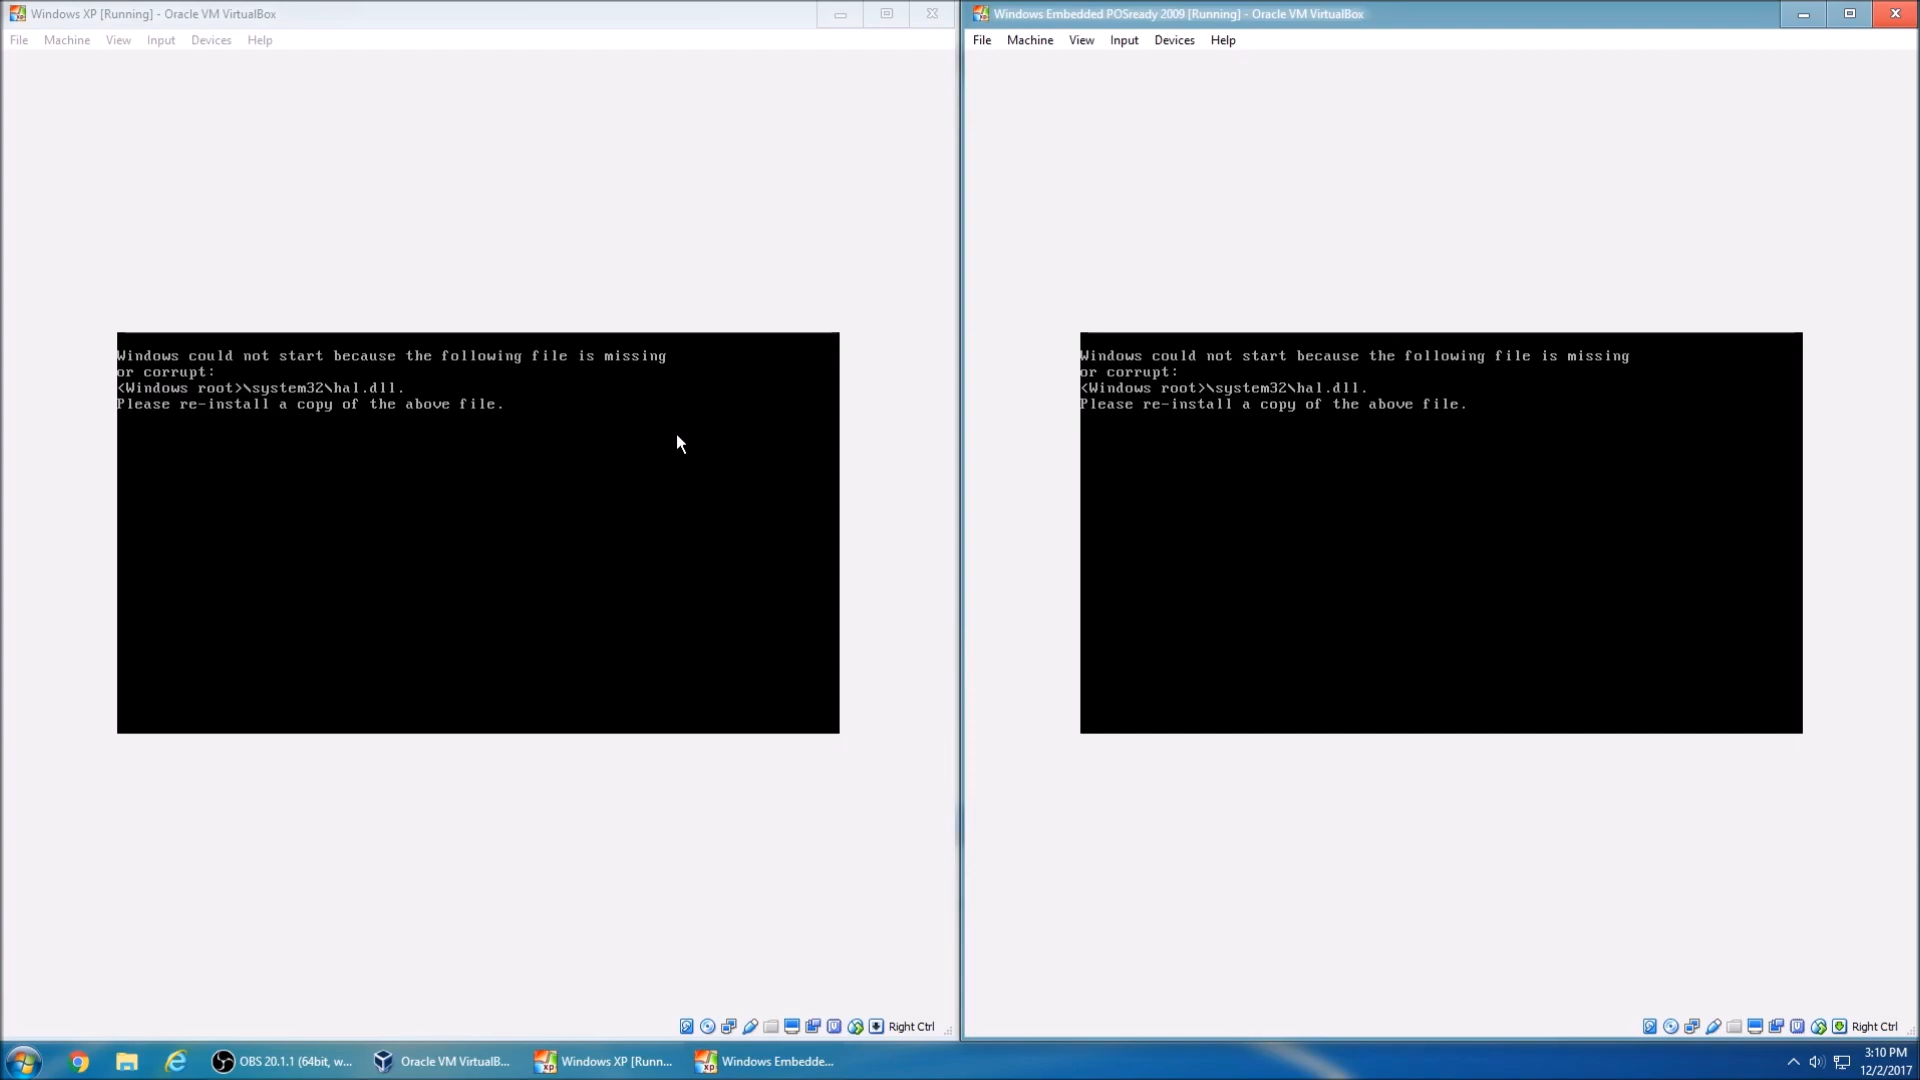 Windows XP [Running] - Oracle VM VirtualBox
File Machine View Input Devices Help
Windows could not start because the following file is missing
or corrupt:
<Windows root>\system32\hal.dll.
Please re-install a copy of the above file.
Right Ctrl
Windows Embedded POSready 2009 [Running] - Oracle VM VirtualBox
File Machine View Input Devices Help
Windows could not start because the following file is missing
or corrupt:
<Windows root>\system32\hal.dll.
Please re-install a copy of the above file.
Right Ctrl
OBS 20.1.1 (64bit, w... Oracle VM VirtualB... Windows XP [Runn... Windows Embedde...
3:10 PM
12/2/2017